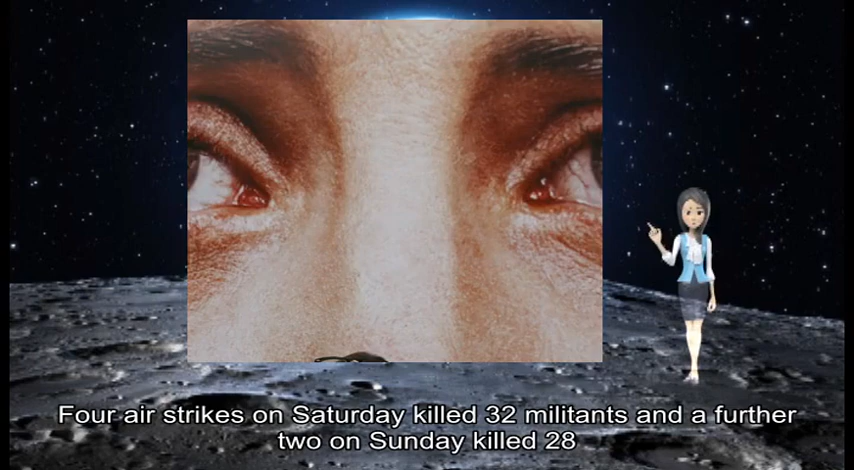 Four air strikes on Saturday killed 32 militants and a further
two on Sunday killed 28